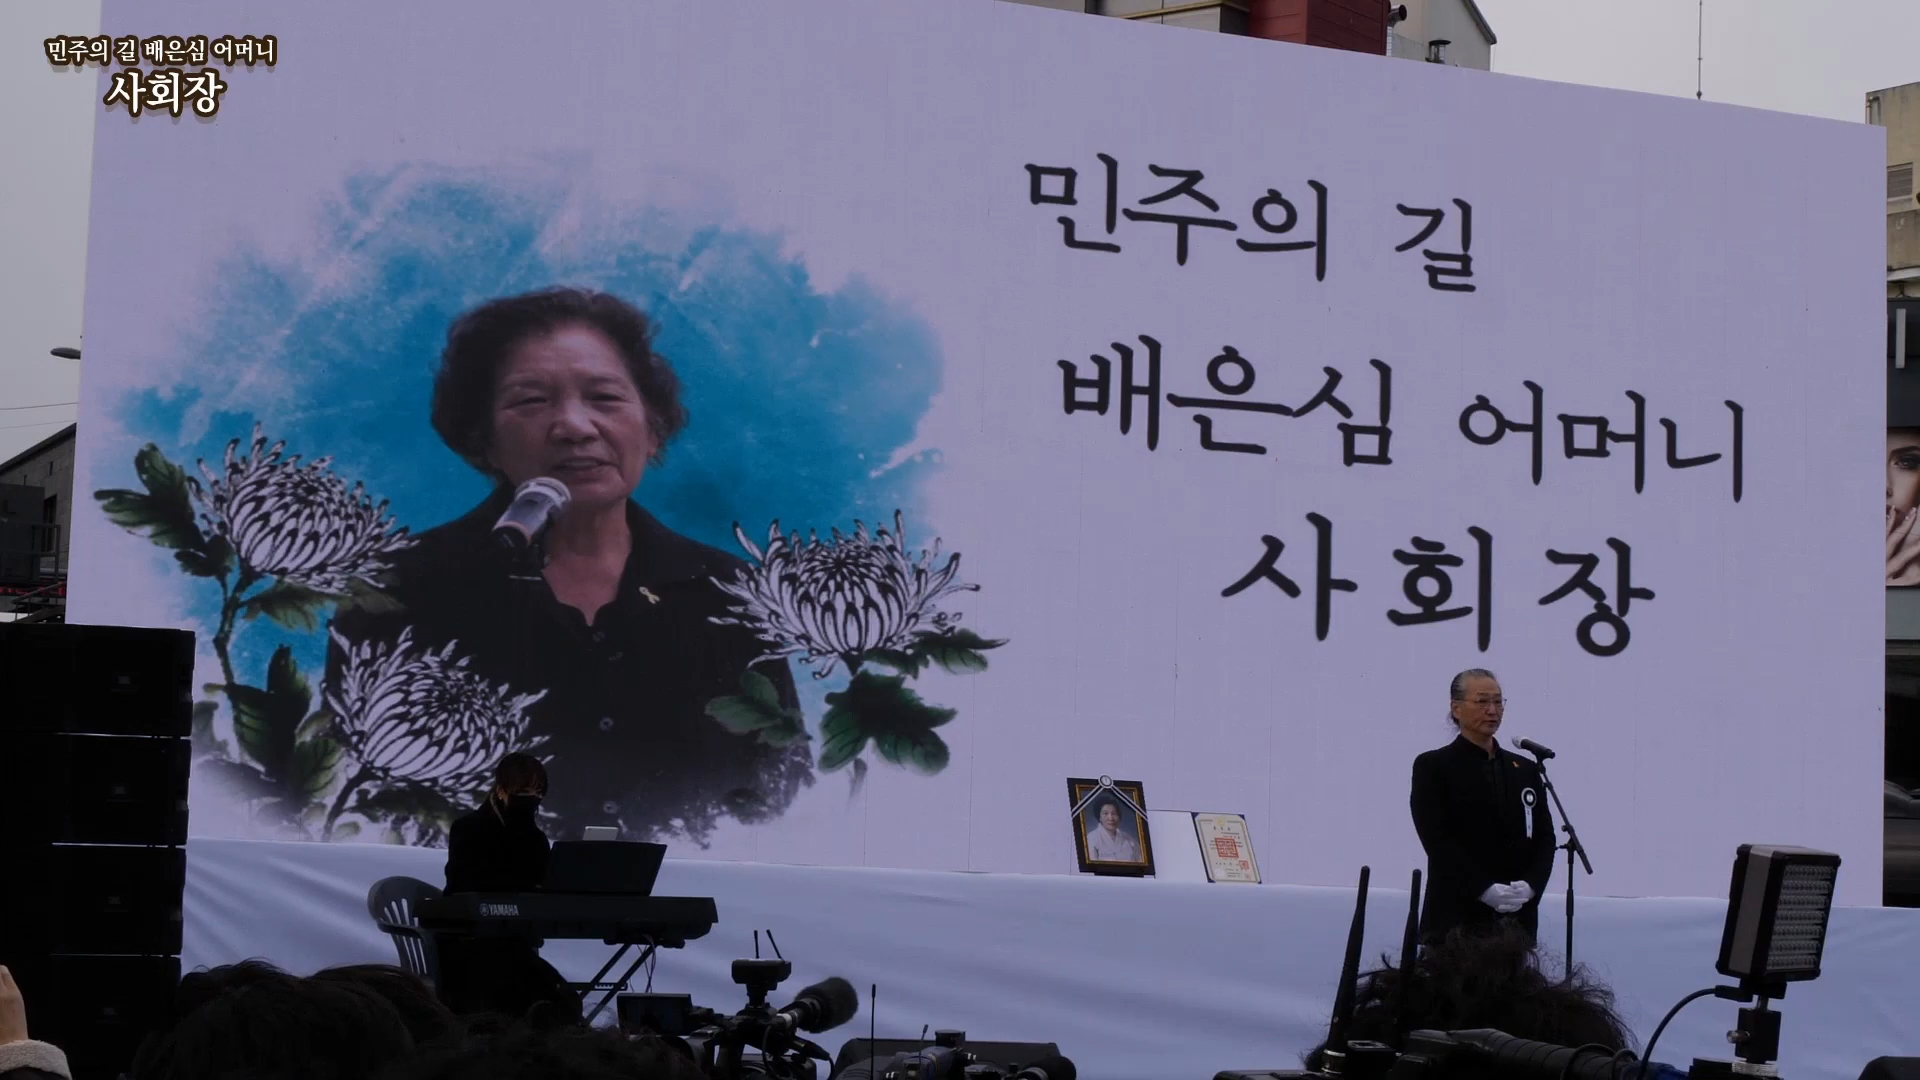 민주의 길 배은심 어머니
사회장
민주의 길
배은심 어머니
사회장
YAMAHA